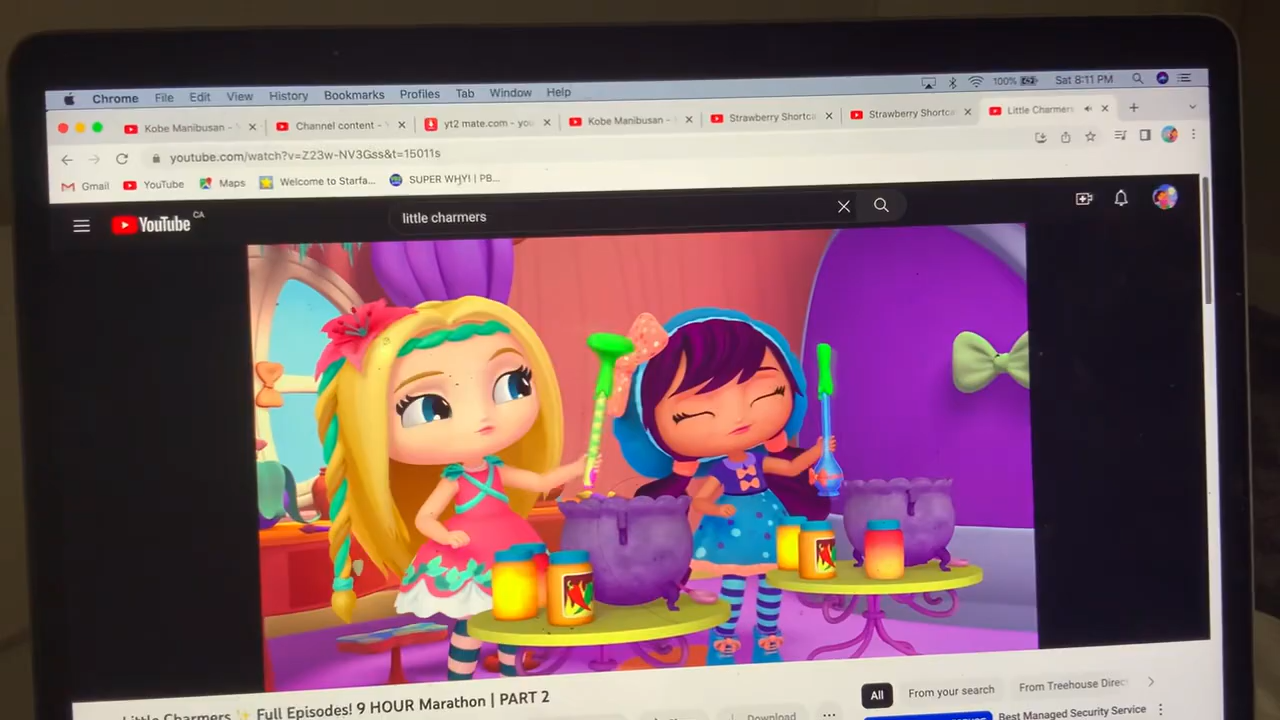 Chrome File Edit View History Bookmarks Profiles Tab Window Help 100% Sat 8:11 PM
Kobe Manibusan - Channel content - yt2 mate.com - yo Kobe Manibusan - Strawberry Shortca Strawberry Shortca Little Charmers
youtube.com/watch?v=Z23w-NV3Gss&t=15011s
Gmail YouTube Maps Welcome to Starfa... SUPER WHY! | PB...
YouTube CA little charmers
Little Charmers ✨ Full Episodes! 9 HOUR Marathon | PART 2
All From your search From Treehouse Direc
Download ... Best Managed Security Service